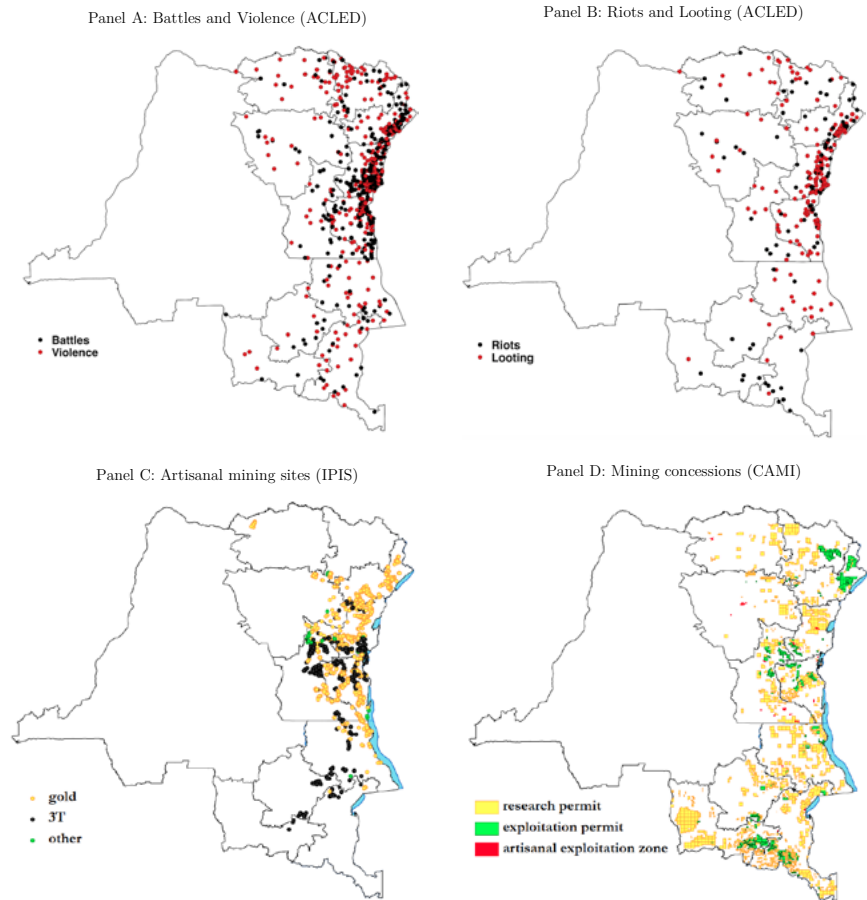 Panel A: Battles and Violence (ACLED)
Panel B: Riots and Looting (ACLED)
Battles
Violence
Riots
Looting
Panel C: Artisanal mining sites (IPIS)
Panel D: Mining concessions (CAMI)
gold
3T
other
research permit
exploitation permit
artisanal exploitation zone